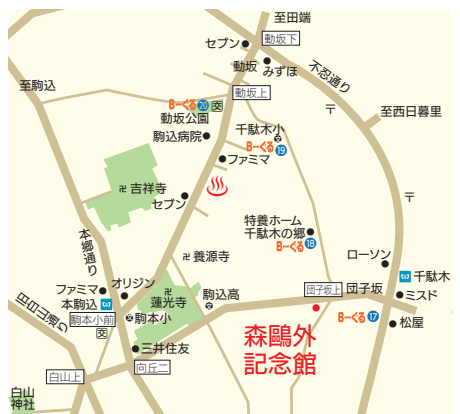 至田端
セブン
動坂下
動坂
みずほ
不忍通り
至駒込
動坂上
B-ぐる 20 交
動坂公園
〒
至西日暮里
駒込病院
千駄木小
B-ぐる 19
ファミマ
卍 吉祥寺
セブン
〒
本郷通り
特養ホーム
千駄木の郷
B-ぐる 18
卍 養源寺
ローソン
千駄木
ファミマ
オリジン
本駒込
蓮光寺
駒込高
団子坂上
団子坂
ミスド
旧白山通り
駒本小前
交
駒本小
B-ぐる 17
松屋
森鷗外
記念館
三井住友
白山上
向丘二
白山
神社